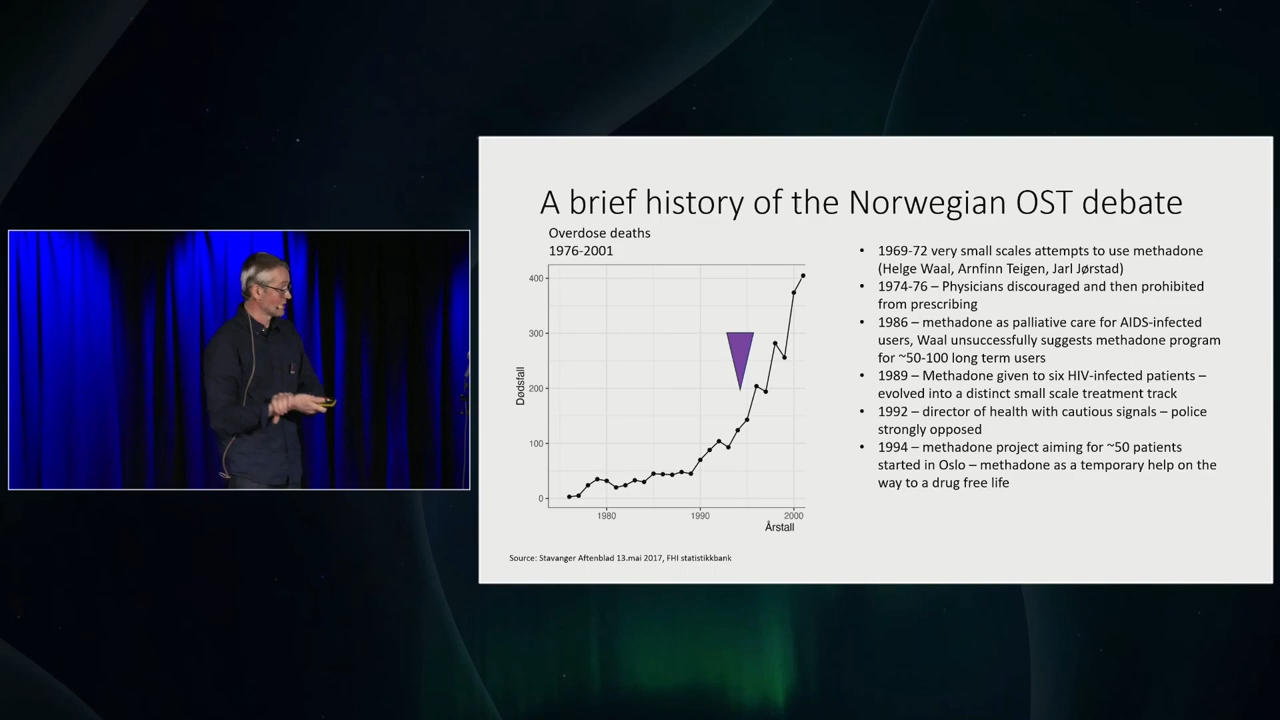 A brief history of the Norwegian OST debate
Overdose deaths
1976-2001
400
300
200
100
0
Dødsfall
1980
1990
2000
Årstall
• 1969-72 very small scales attempts to use methadone
(Helge Waal, Arnfinn Teigen, Jarl Jørstad)
• 1974-76 – Physicians discouraged and then prohibited
from prescribing
• 1986 – methadone as palliative care for AIDS-infected
users, Waal unsuccessfully suggests methadone program
for ~50-100 long term users
• 1989 – Methadone given to six HIV-infected patients –
evolved into a distinct small scale treatment track
• 1992 – director of health with cautious signals – police
strongly opposed
• 1994 – methadone project aiming for ~50 patients
started in Oslo – methadone as a temporary help on the
way to a drug free life
Source: Stavanger Aftenblad 13.mai 2017, FHI statistikkbank